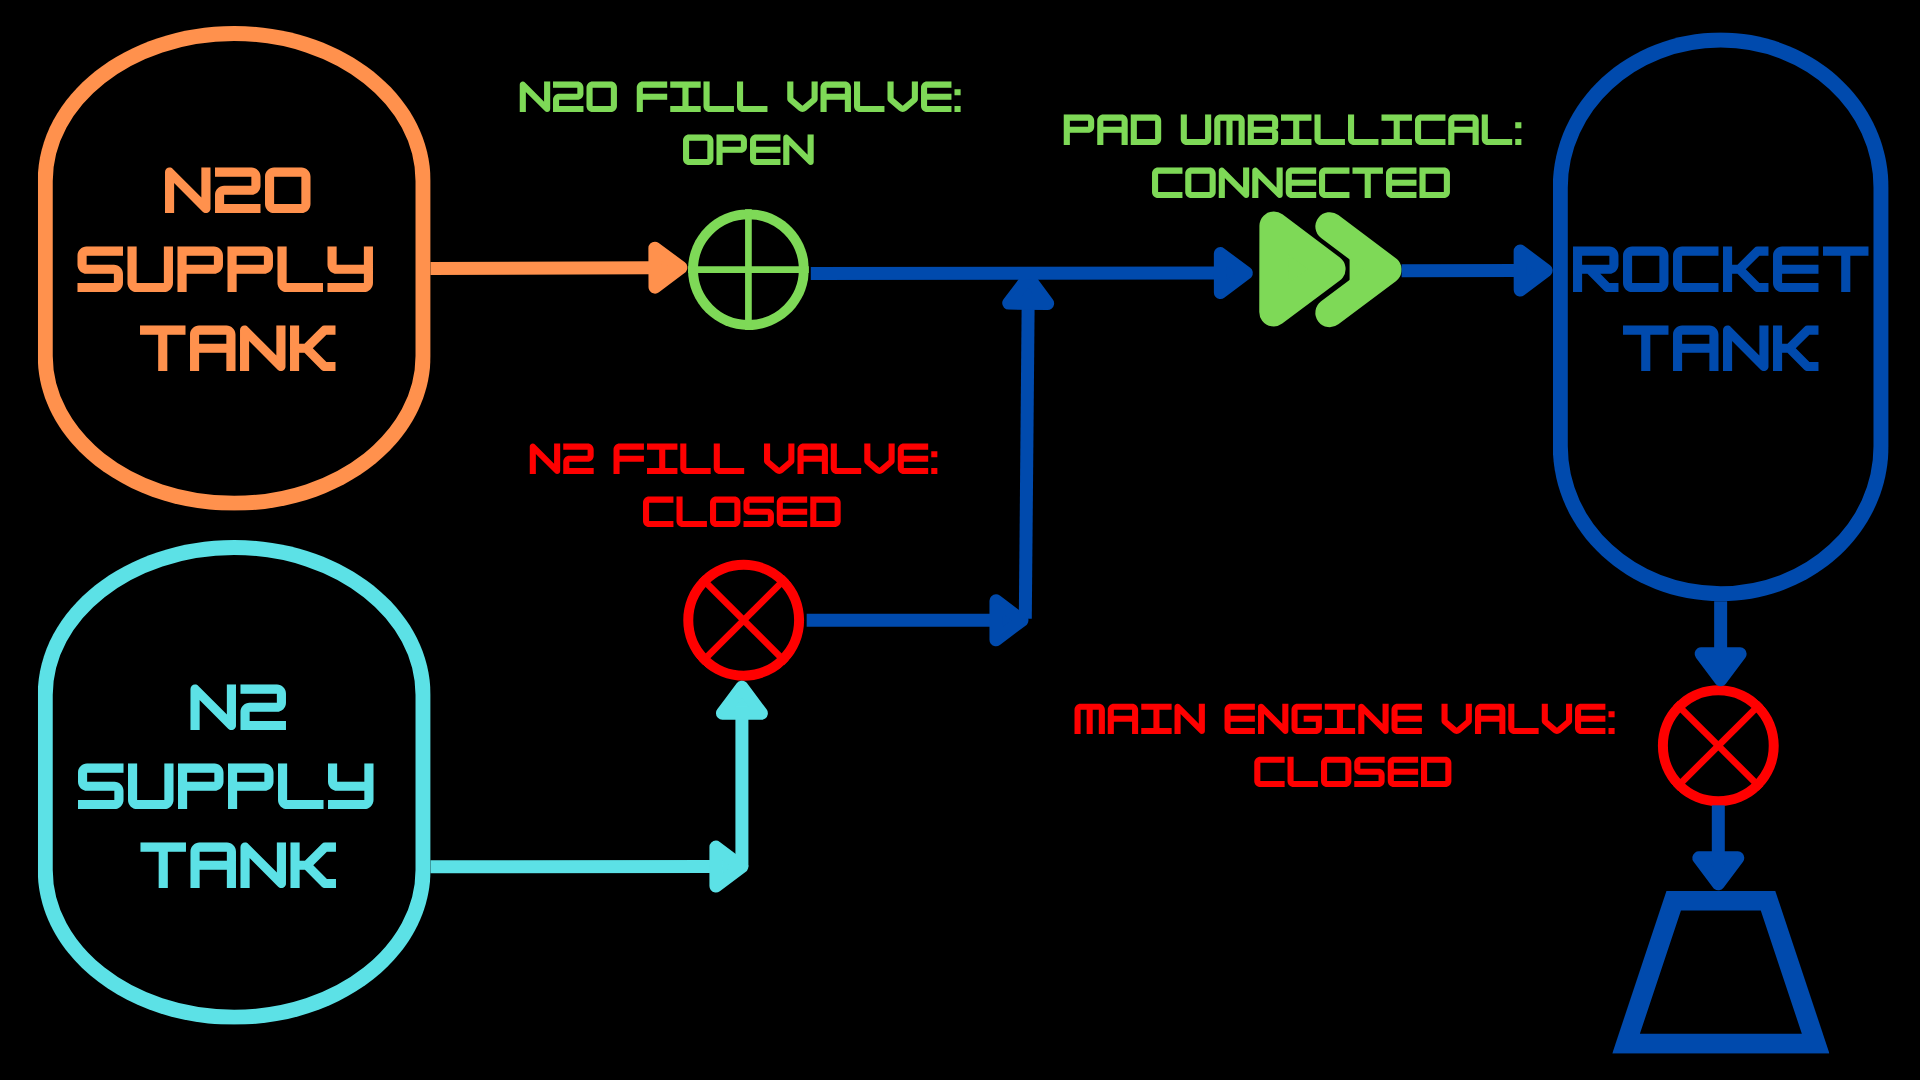 N2O
SUPPLY
TANK
N2O FILL VALVE:
OPEN
PAD UMBILLICAL:
CONNECTED
ROCKET
TANK
N2 FILL VALVE:
CLOSED
N2
SUPPLY
TANK
MAIN ENGINE VALVE:
CLOSED